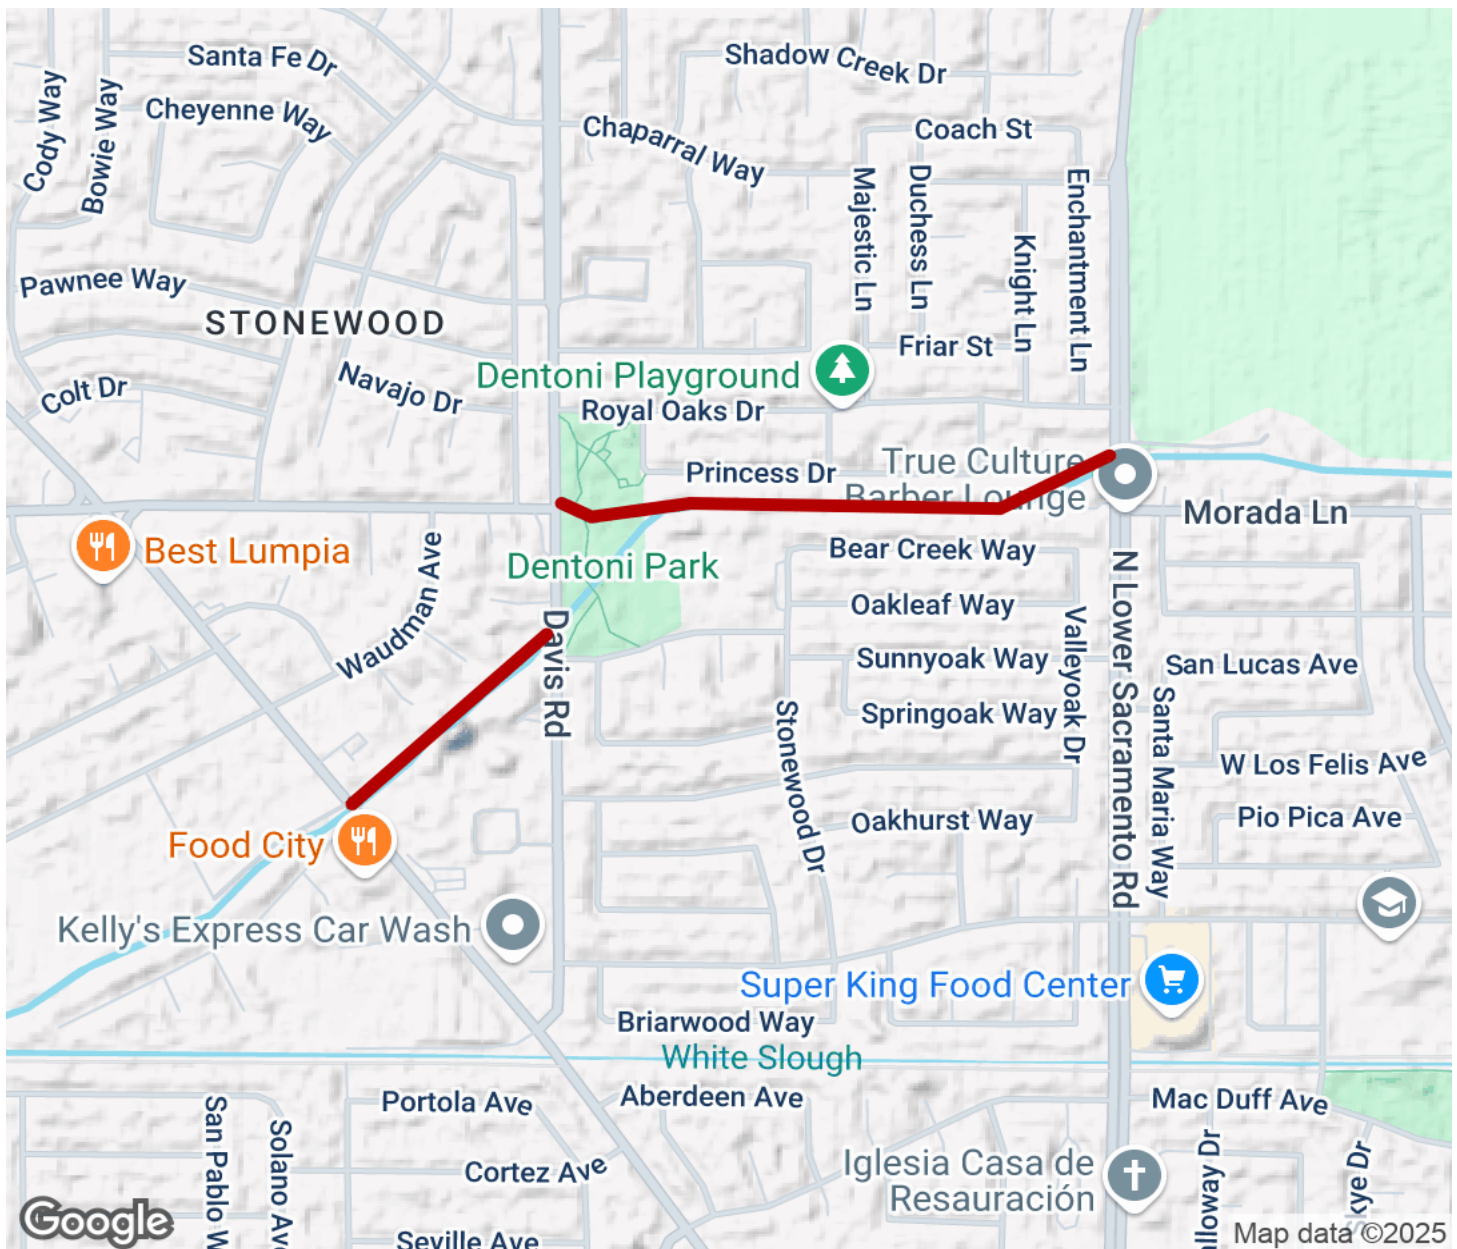 Santa Fe Dr
Shadow Creek Dr
Cody Way
Bowie Way
Cheyenne Way
Chaparral Way
Coach St
Majestic Ln
Duchess Ln
Enchantment Ln
Knight Ln
Pawnee Way
STONEWOOD
Friar St
Navajo Dr
Colt Dr
Dentoni Playground
Royal Oaks Dr
Princess Dr
True Culture
Barber Lounge
Morada Ln
Best Lumpia
Waudman Ave
Dentoni Park
Bear Creek Way
Oakleaf Way
Sunnyoak Way
Springoak Way
Valleyoak Dr
N Lower Sacramento Rd
San Lucas Ave
Santa Maria Way
Davis Rd
Stonewood Dr
W Los Felis Ave
Pio Pica Ave
Oakhurst Way
Food City
Kelly's Express Car Wash
Super King Food Center
Briarwood Way
White Slough
Portola Ave
Aberdeen Ave
Mac Duff Ave
San Pablo W
Solano Ave
Cortez Ave
Iglesia Casa de
Resauración
alloway Dr
Skye Dr
Seville Ave
Google
Map data ©2025